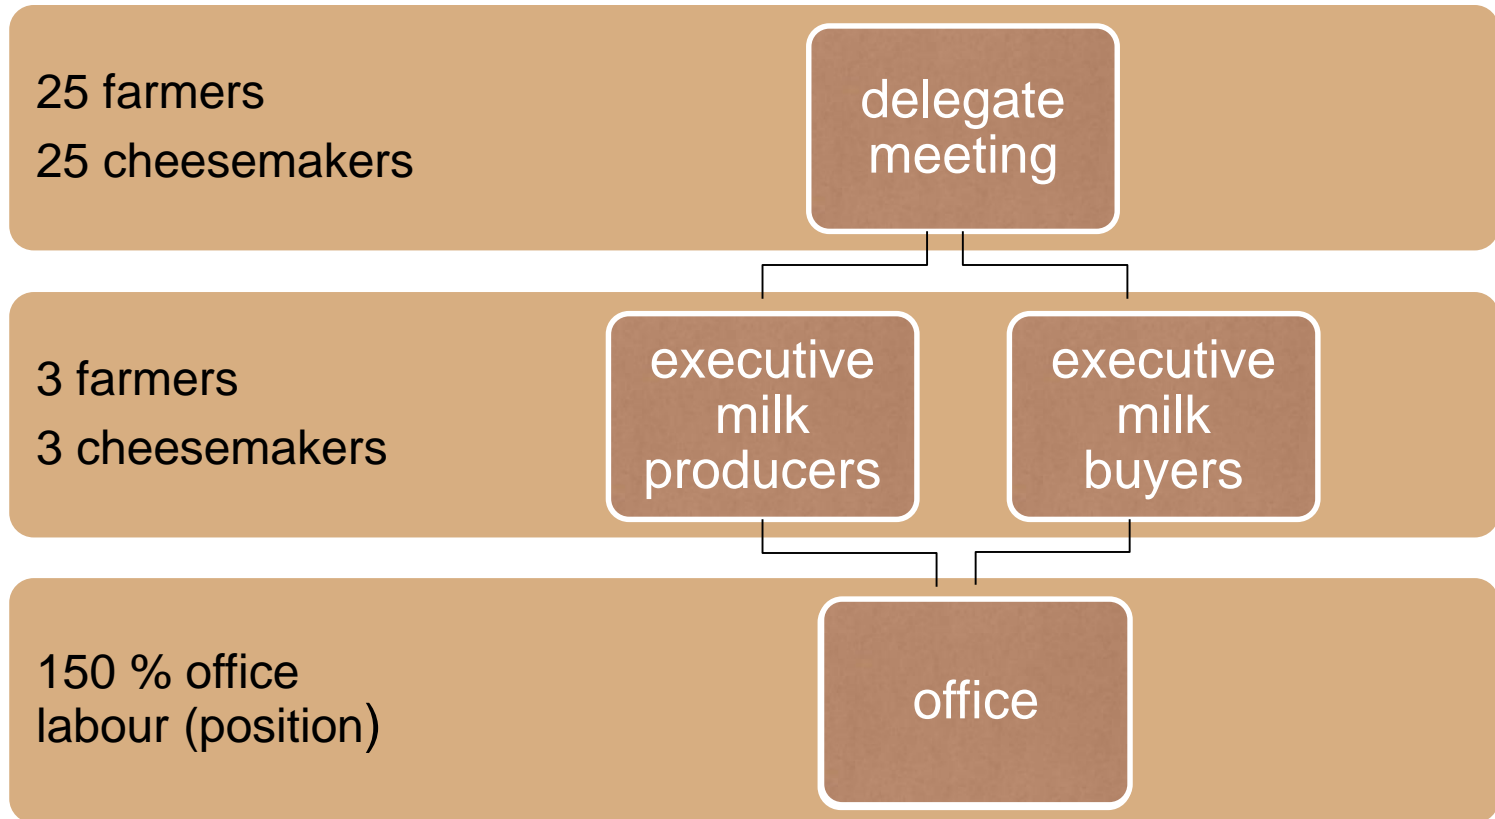 25 farmers
25 cheesemakers
delegate
meeting
3 farmers
3 cheesemakers
executive
milk
producers
executive
milk
buyers
150 % office
labour (position)
office